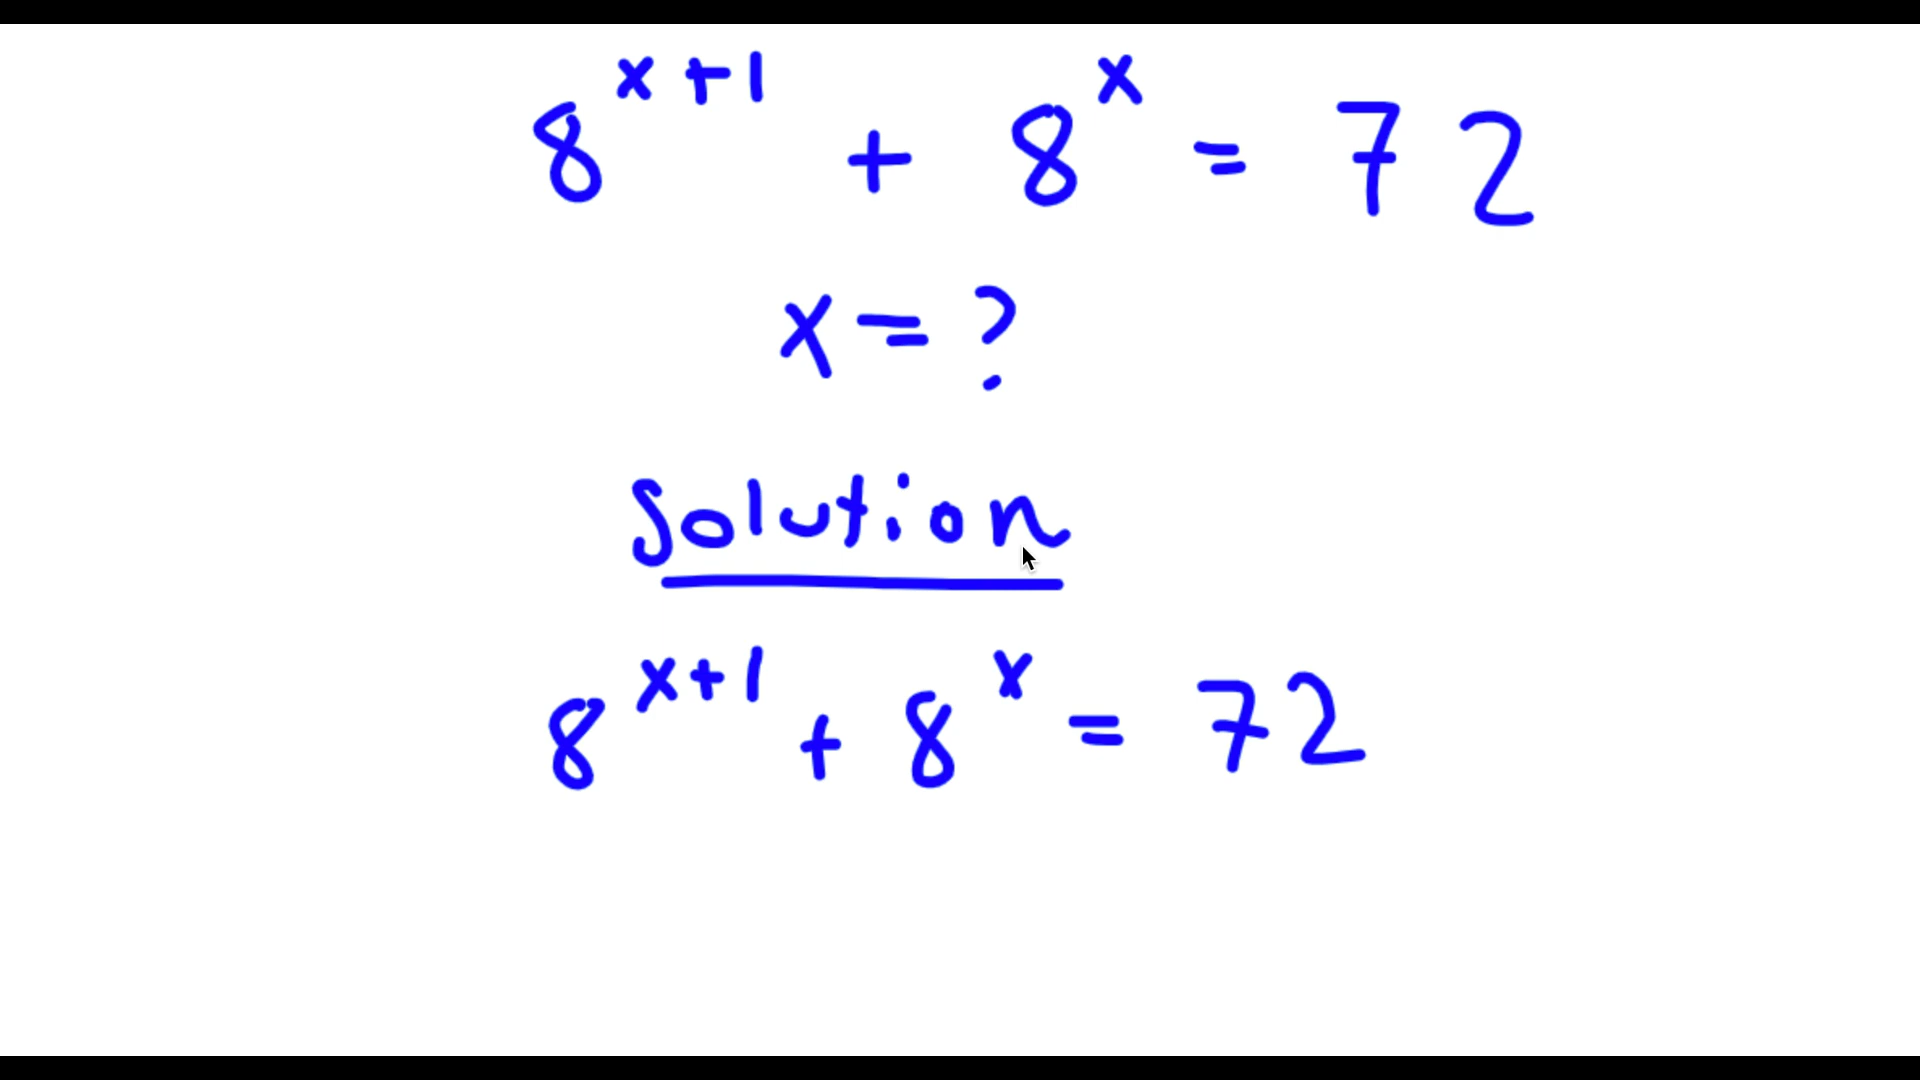 8^{x+1} + 8^x = 72
x = ?
Solution
8^{x+1} + 8^x = 72